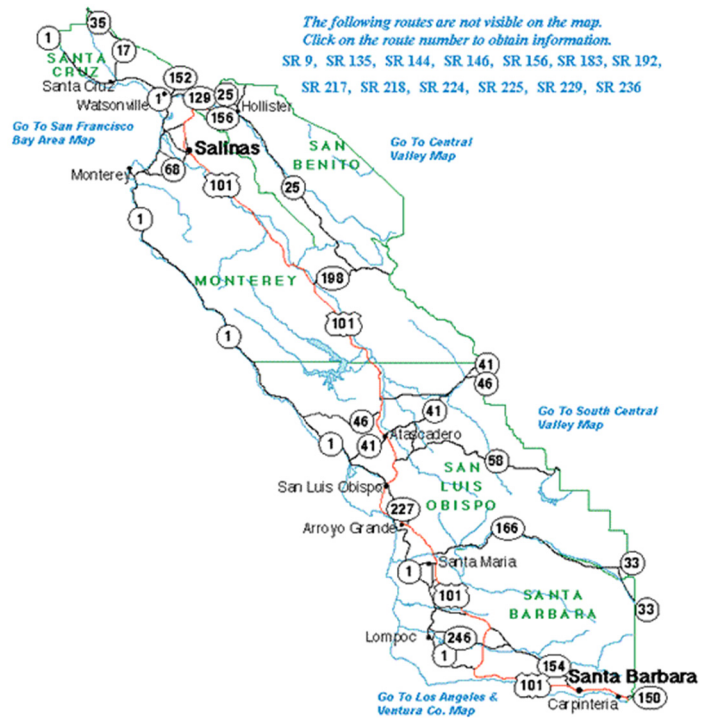 The following routes are not visible on the map.
Click on the route number to obtain information.
SR 9, SR 135, SR 144, SR 146, SR 156, SR 183, SR 192,
SR 217, SR 218, SR 224, SR 225, SR 229, SR 236
35
1
17
SANTA
CRUZ
Santa Cruz
152
Watsonville
1
129
25
Hollister
156
Go To San Francisco
Bay Area Map
Go To Central
Valley Map
SAN
BENITO
Salinas
68
Monterey
101
25
1
MONTEREY
198
101
1
41
46
Go To South Central
Valley Map
46
41
1
41
Atascadero
58
SAN
LUIS
OBISPO
San Luis Obispo
227
Arroyo Grande
166
1
Santa Maria
33
101
SANTA
BARBARA
33
Lompoc
246
1
154
Santa Barbara
101
150
Carpinteria
Go To Los Angeles &
Ventura Co. Map